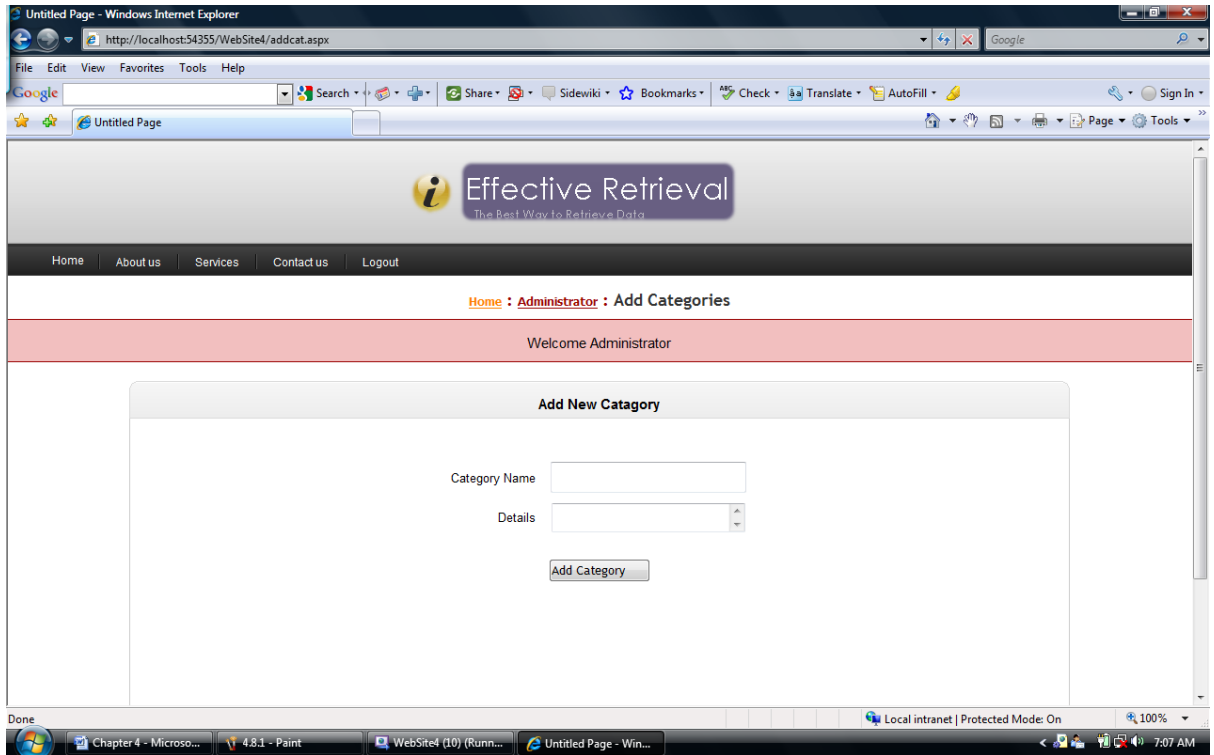 Untitled Page - Windows Internet Explorer
http://localhost:54355/WebSite4/addcat.aspx
Google
File Edit View Favorites Tools Help
Google Search Share Sidewiki Bookmarks Check Translate AutoFill Sign In
Untitled Page
Page Tools
Effective Retrieval
The Best Way to Retrieve Data
Home About us Services Contact us Logout
Home : Administrator : Add Categories
Welcome Administrator
Add New Catagory
Category Name
Details
Add Category
Done
Local intranet | Protected Mode: On
100%
Chapter 4 - Microso...
4.8.1 - Paint
WebSite4 (10) (Runn...
Untitled Page - Win...
7:07 AM